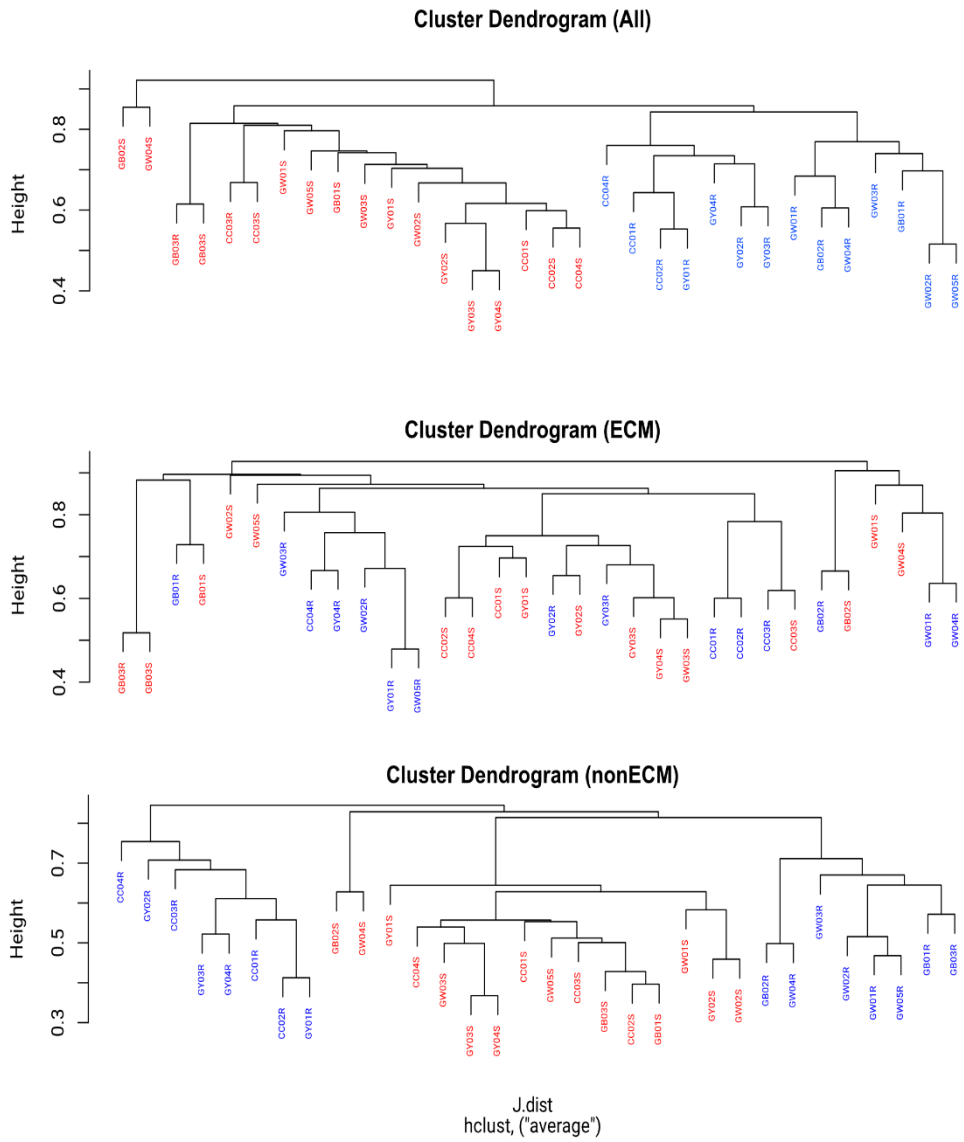 Cluster Dendrogram (All)
Height
0.8
0.6
0.4
GB02S
GW04S
GB03R
GB03S
CC03R
CC03S
GW01S
GW05S
GB01S
GW03S
GY01S
GW02S
GY02S
GY03S
GY04S
CC01S
CC02S
CC04S
CC04R
CC01R
CC02R
GY01R
GY04R
GY02R
GY03R
GW01R
GB02R
GW04R
GW03R
GB01R
GW02R
GW05R
Cluster Dendrogram (ECM)
Height
0.8
0.6
0.4
GB03R
GB03S
GB01R
GB01S
GW02S
GW05S
GW03R
CC04R
GY04R
GW02R
GY01R
GW05R
CC02S
CC04S
CC01S
GY01S
GY02R
GY02S
GY03R
GY03S
GY04S
GW03S
CC01R
CC02R
CC03R
CC03S
GB02R
GB02S
GW01S
GW04S
GW01R
GW04R
Cluster Dendrogram (nonECM)
Height
0.7
0.5
0.3
CC04R
GY02R
CC03R
GY03R
GY04R
CC01R
CC02R
GY01R
GB02S
GW04S
GY01S
CC04S
GW03S
GY03S
GY04S
CC01S
GW05S
CC03S
GB03S
CC02S
GB01S
GW01S
GY02S
GW02S
GB02R
GW04R
GW03R
GW02R
GW01R
GW05R
GB01R
GB03R
J.dist
hclust, ("average")